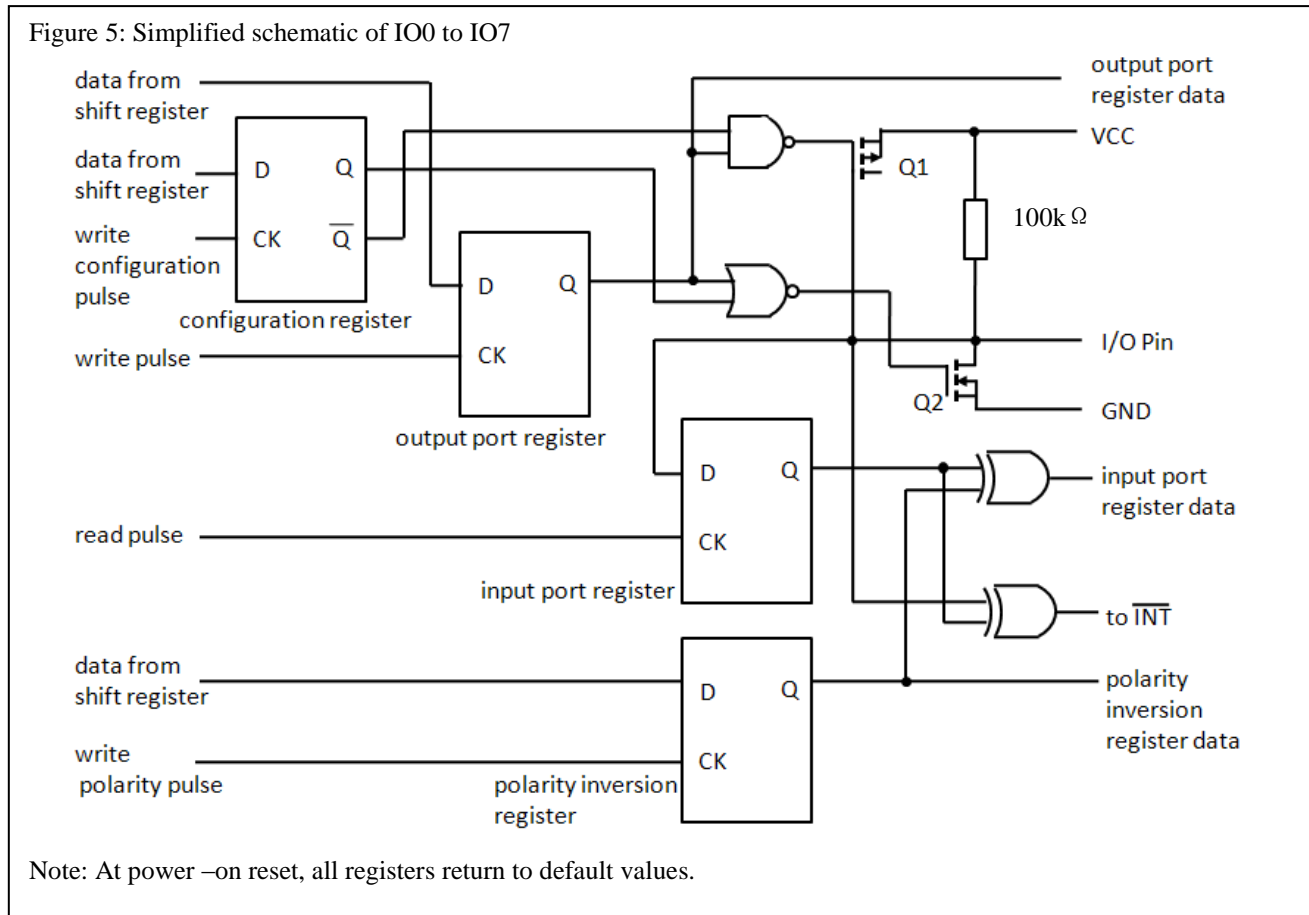 Figure 5: Simplified schematic of IO0 to IO7
data from
shift register
output port
register data
data from
shift register
D
Q
VCC
Q1
100k Ω
write
configuration
pulse
CK
Q̅
D
Q
configuration register
write pulse
CK
I/O Pin
Q2
GND
output port register
D
Q
input port
register data
read pulse
CK
input port register
to I̅N̅T̅
data from
shift register
D
Q
polarity
inversion
register data
write
polarity pulse
CK
polarity inversion
register
Note: At power –on reset, all registers return to default values.